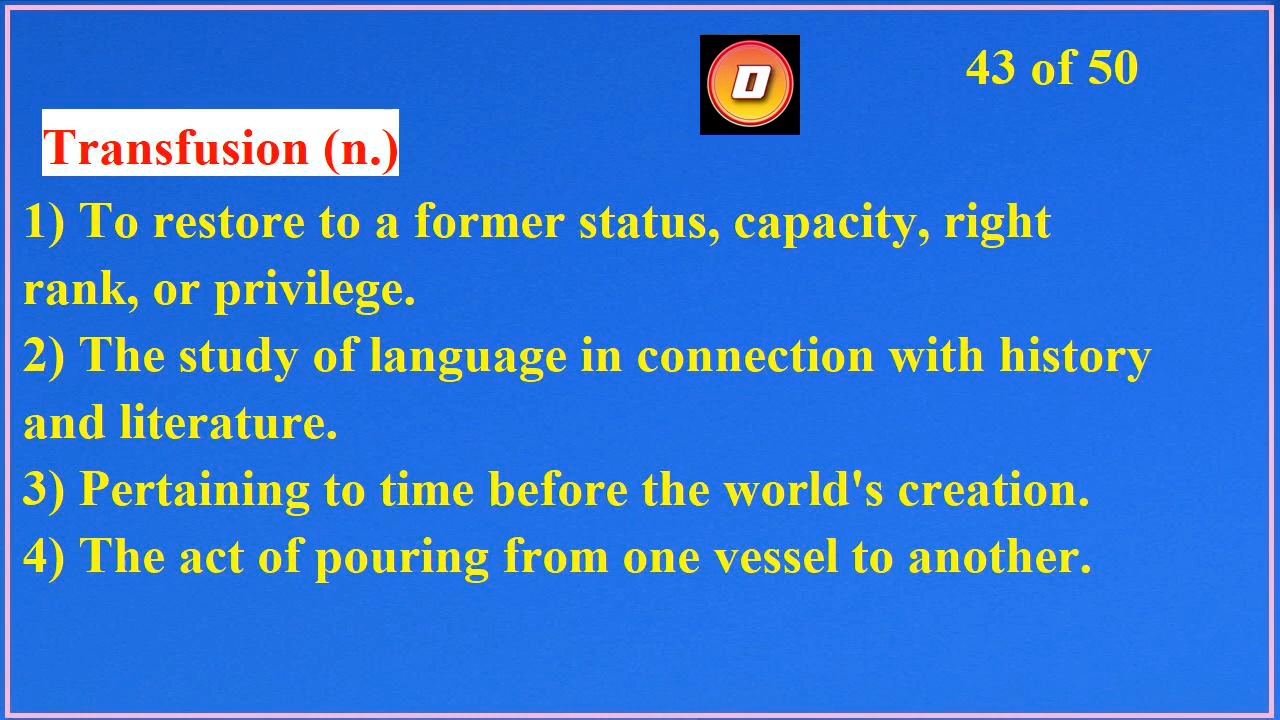 43 of 50
D
Transfusion (n.)
1) To restore to a former status, capacity, right
rank, or privilege.
2) The study of language in connection with history
and literature.
3) Pertaining to time before the world's creation.
4) The act of pouring from one vessel to another.